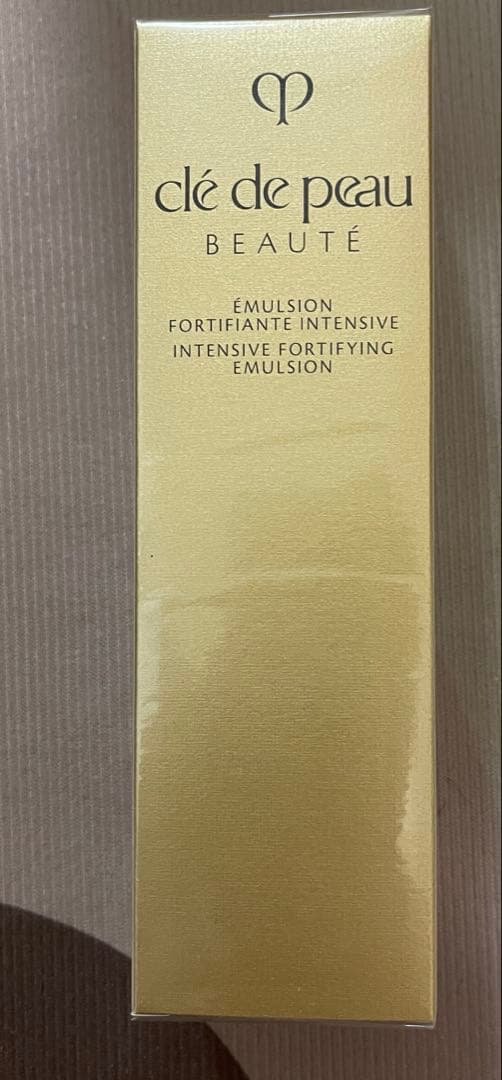 clé de peau
BEAUTÉ
ÉMULSION
FORTIFIANTE INTENSIVE
INTENSIVE FORTIFYING
EMULSION